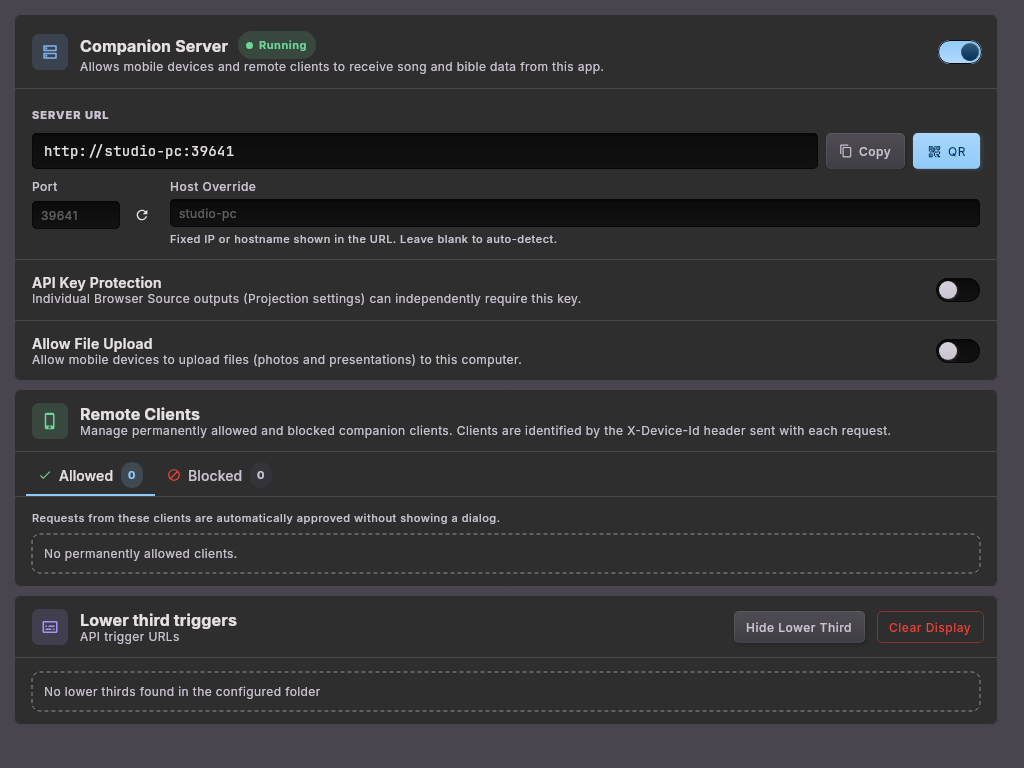 Companion Server
Running
Allows mobile devices and remote clients to receive song and bible data from this app.
SERVER URL
http://studio-pc:39641
Copy
QR
Port
Host Override
39641
studio-pc
Fixed IP or hostname shown in the URL. Leave blank to auto-detect.
API Key Protection
Individual Browser Source outputs (Projection settings) can independently require this key.
Allow File Upload
Allow mobile devices to upload files (photos and presentations) to this computer.
Remote Clients
Manage permanently allowed and blocked companion clients. Clients are identified by the X-Device-Id header sent with each request.
Allowed 0
Blocked 0
Requests from these clients are automatically approved without showing a dialog.
No permanently allowed clients.
Lower third triggers
API trigger URLs
Hide Lower Third
Clear Display
No lower thirds found in the configured folder